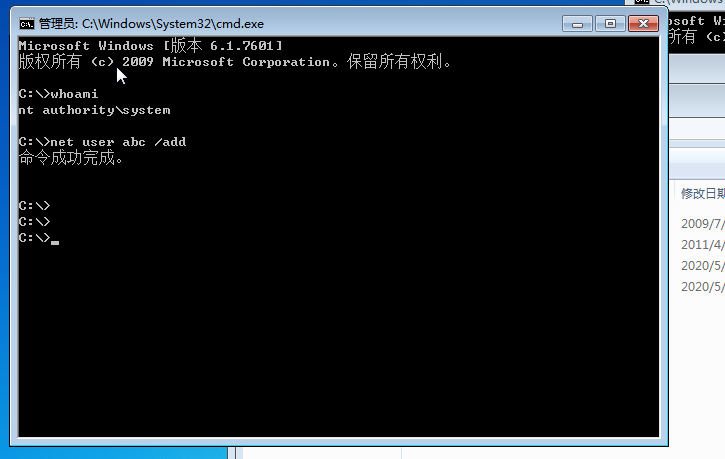 管理员: C:\Windows\System32\cmd.exe
Microsoft Windows [版本 6.1.7601]
版权所有 (c) 2009 Microsoft Corporation。保留所有权利。
C:\>whoami
nt authority\system
C:\>net user abc /add
命令成功完成。
C:\>
C:\>
C:\>
C:\Windows
soft Wind
所有 (c)
修改日期
2009/7/
2011/4/
2020/5/
2020/5/